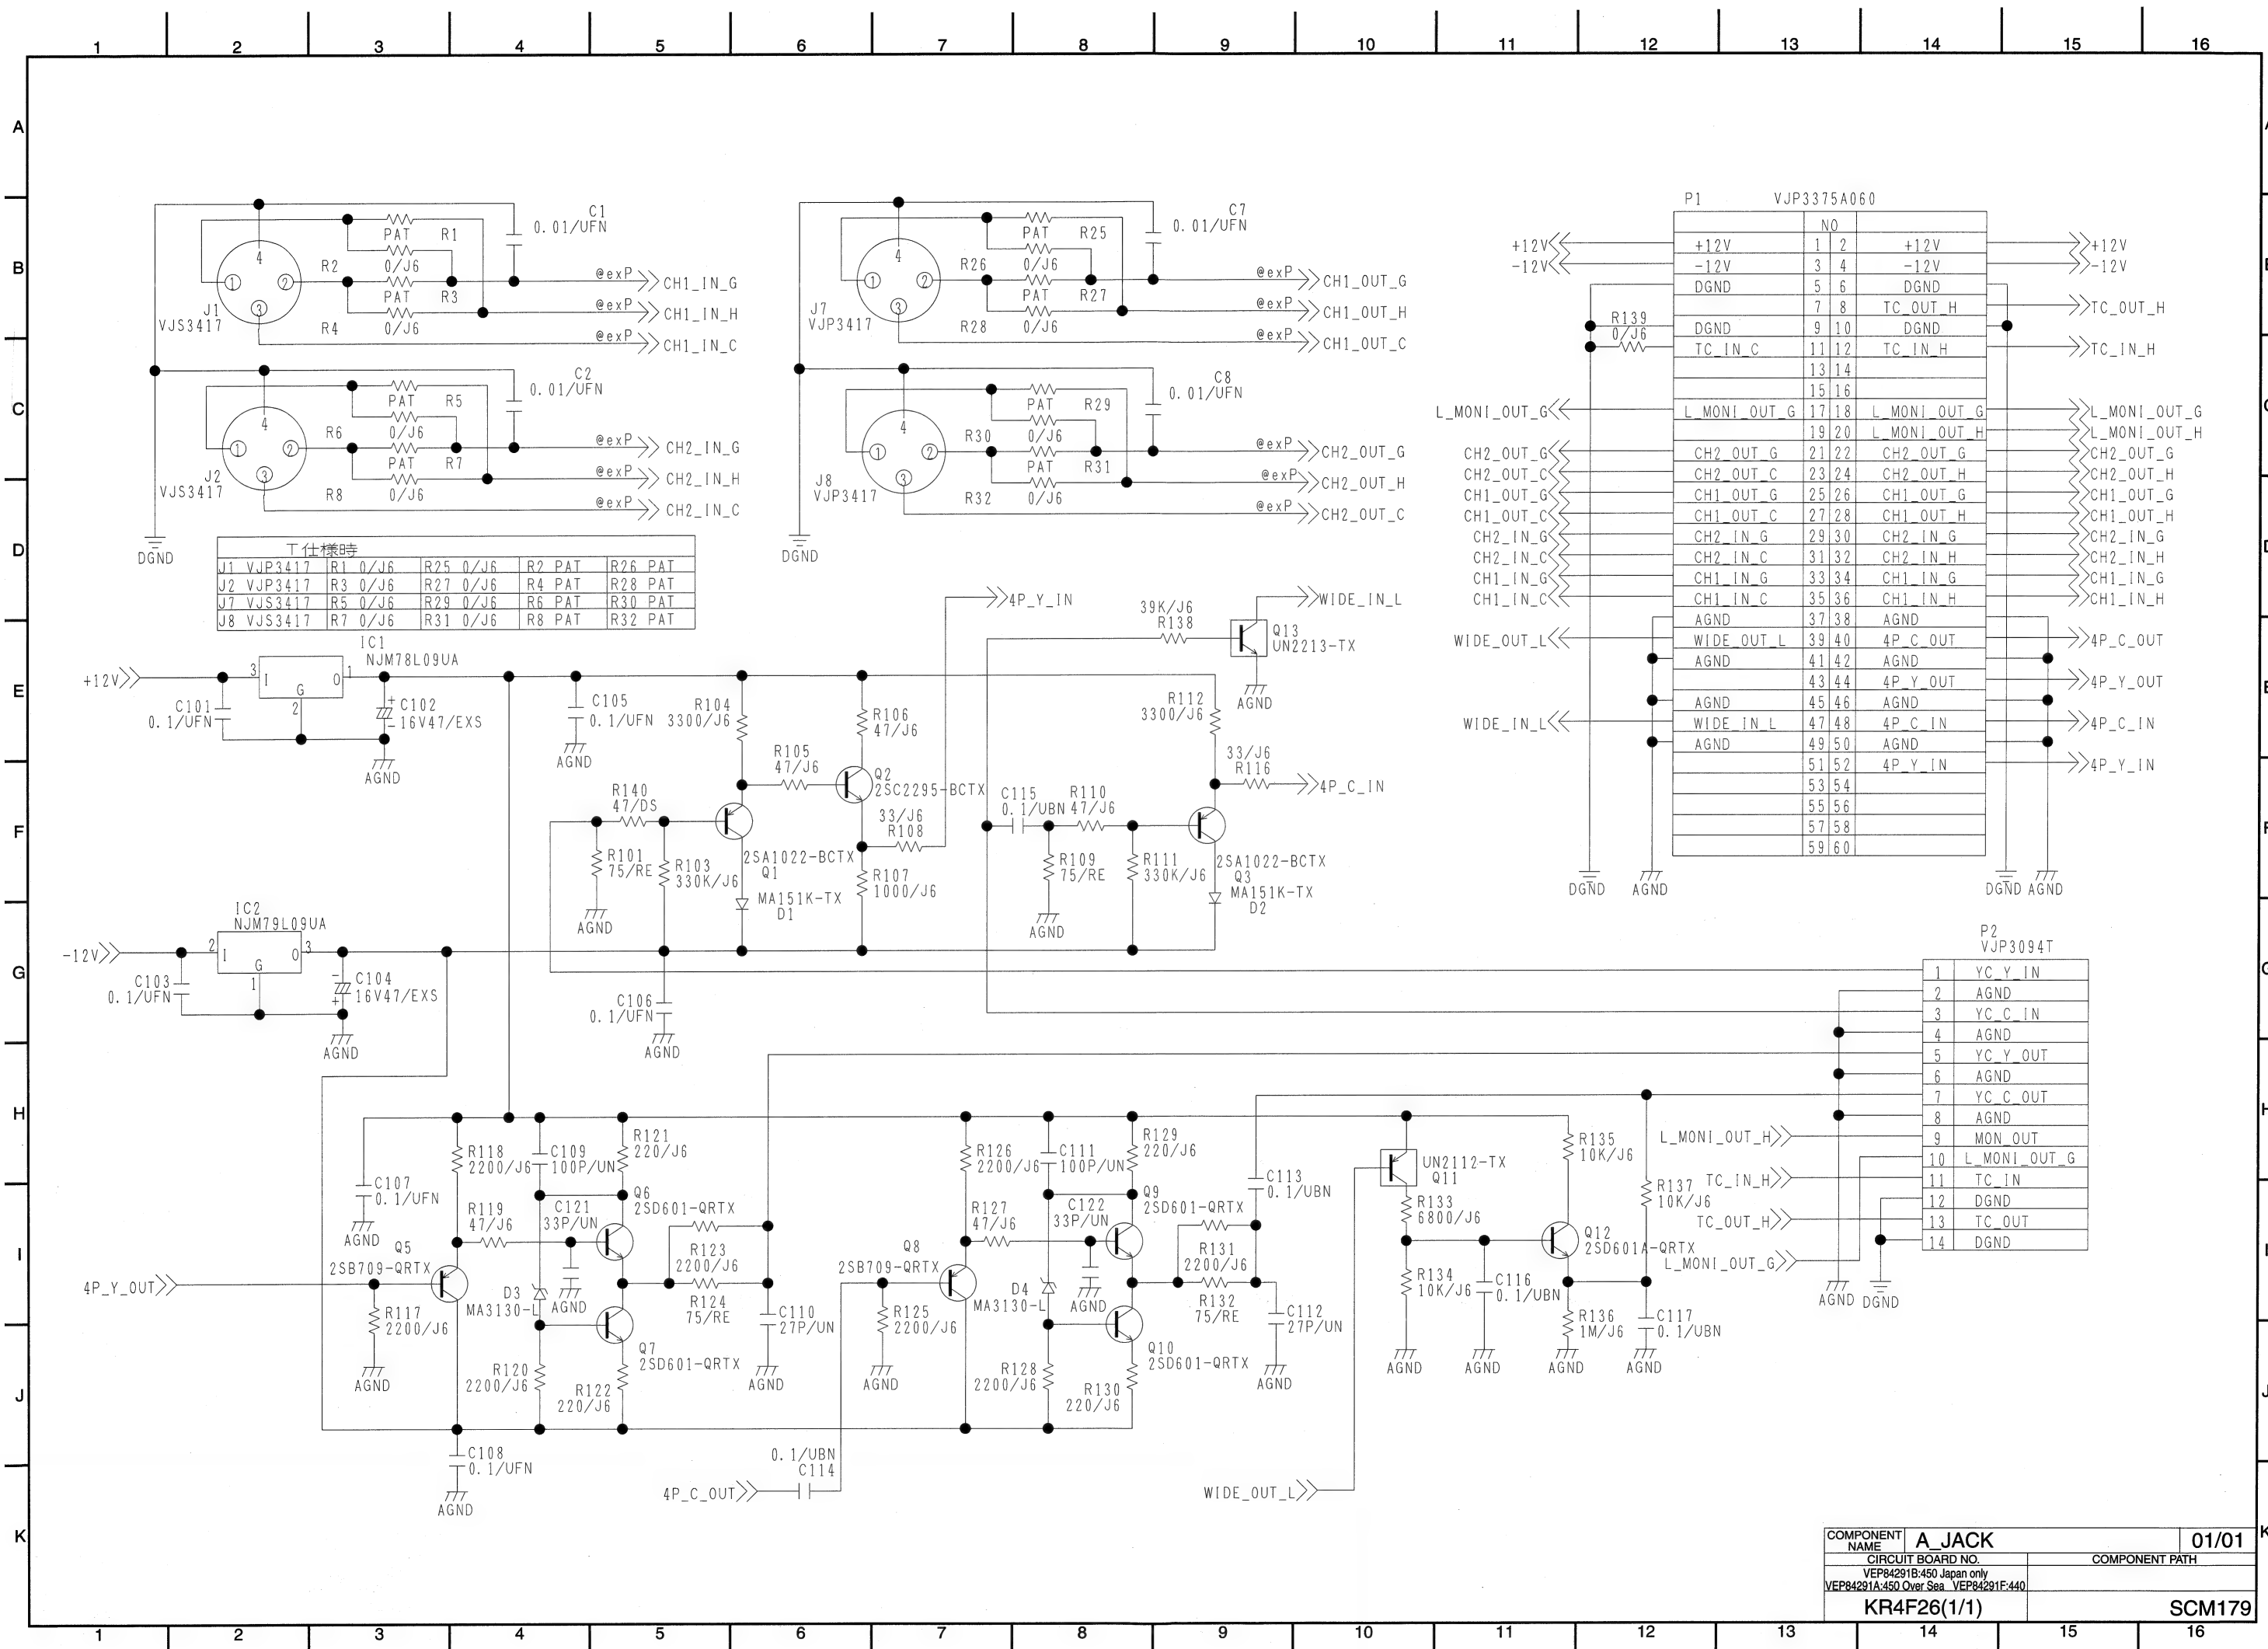 1 2 3 4 5 6 7 8 9 10 11 12 13 14 15 16
A
B
C
D
E
F
G
H
I
J
K
C1
0.01/UFN
PAT R1
R2 0/J6
PAT R3
R4 0/J6
1 2 3 4
J1
VJS3417
@exP CH1_IN_G
CH1_IN_H
@exP CH1_IN_C
C2
0.01/UFN
PAT R5
R6 0/J6
PAT R7
R8 0/J6
1 2 3 4
J2
VJS3417
@exP CH2_IN_G
@exP CH2_IN_H
@exP CH2_IN_C
DGND
C7
0.01/UFN
PAT R25
R26 0/J6
PAT R27
R28 0/J6
1 2 3 4
J7
VJP3417
@exP CH1_OUT_G
@exP CH1_OUT_H
@exP CH1_OUT_C
C8
0.01/UFN
PAT R29
R30 0/J6
PAT R31
R32 0/J6
1 2 3 4
J8
VJP3417
@exP CH2_OUT_G
@exP CH2_OUT_H
@exP CH2_OUT_C
DGND
T仕様時
J1 VJP3417 R1 0/J6 R25 0/J6 R2 PAT R26 PAT
J2 VJP3417 R3 0/J6 R27 0/J6 R4 PAT R28 PAT
J7 VJS3417 R5 0/J6 R29 0/J6 R6 PAT R30 PAT
J8 VJS3417 R7 0/J6 R31 0/J6 R8 PAT R32 PAT
P1 VJP3375A060
NO
+12V +12V 1 2 +12V +12V
-12V -12V 3 4 -12V -12V
DGND 5 6 DGND
7 8 TC_OUT_H TC_OUT_H
R139
0/J6
DGND 9 10 DGND
TC_IN_C 11 12 TC_IN_H TC_IN_H
13 14
15 16
L_MONI_OUT_G L_MONI_OUT_G 17 18 L_MONI_OUT_G L_MONI_OUT_G
19 20 L_MONI_OUT_H L_MONI_OUT_H
CH2_OUT_G CH2_OUT_G 21 22 CH2_OUT_G CH2_OUT_G
CH2_OUT_C CH2_OUT_C 23 24 CH2_OUT_H CH2_OUT_H
CH1_OUT_G CH1_OUT_G 25 26 CH1_OUT_G CH1_OUT_G
CH1_OUT_C CH1_OUT_C 27 28 CH1_OUT_H CH1_OUT_H
CH2_IN_G CH2_IN_G 29 30 CH2_IN_G CH2_IN_G
CH2_IN_C CH2_IN_C 31 32 CH2_IN_H CH2_IN_H
CH1_IN_G CH1_IN_G 33 34 CH1_IN_G CH1_IN_G
CH1_IN_C CH1_IN_C 35 36 CH1_IN_H CH1_IN_H
AGND 37 38 AGND
WIDE_OUT_L WIDE_OUT_L 39 40 4P_C_OUT 4P_C_OUT
AGND 41 42 AGND
43 44 4P_Y_OUT 4P_Y_OUT
AGND 45 46 AGND
WIDE_IN_L WIDE_IN_L 47 48 4P_C_IN 4P_C_IN
AGND 49 50 AGND
51 52 4P_Y_IN 4P_Y_IN
53 54
55 56
57 58
59 60
DGND AGND DGND AGND
IC1
NJM78L09UA
+12V 3 I G O 1
2
C101
0.1/UFN
+ C102
- 16V47/EXS
AGND
C105
0.1/UFN
AGND
R104
3300/J6
R106
47/J6
R105
47/J6
Q2
2SC2295-BCTX
R140
47/DS
R101
75/RE
AGND
R103
330K/J6
2SA1022-BCTX
Q1
MA151K-TX
D1
33/J6
R108
R107
1000/J6
4P_Y_IN
39K/J6
R138
WIDE_IN_L
Q13
UN2213-TX
AGND
R112
3300/J6
33/J6
R116
4P_C_IN
C115
0.1/UBN
R110
47/J6
R109
75/RE
AGND
R111
330K/J6
2SA1022-BCTX
Q3
MA151K-TX
D2
IC2
NJM79L09UA
-12V 2 I G O 3
1
C103
0.1/UFN
- C104
+ 16V47/EXS
AGND
C106
0.1/UFN
AGND
P2
VJP3094T
1 YC_Y_IN
2 AGND
3 YC_C_IN
4 AGND
5 YC_Y_OUT
6 AGND
7 YC_C_OUT
8 AGND
L_MONI_OUT_H 9 MON_OUT
10 L_MONI_OUT_G
TC_IN_H 11 TC_IN
12 DGND
TC_OUT_H 13 TC_OUT
14 DGND
L_MONI_OUT_G
AGND DGND
C107
0.1/UFN
AGND
R118
2200/J6
C109
100P/UN
R121
220/J6
R119
47/J6
C121
33P/UN
AGND
Q6
2SD601-QRTX
Q5
2SB709-QRTX
4P_Y_OUT
R117
2200/J6
AGND
D3
MA3130-L
R123
2200/J6
R124
75/RE
C110
27P/UN
AGND
Q7
2SD601-QRTX
R120
2200/J6
R122
220/J6
C108
0.1/UFN
AGND
R126
2200/J6
C111
100P/UN
R129
220/J6
R127
47/J6
C122
33P/UN
AGND
Q9
2SD601-QRTX
Q8
2SB709-QRTX
R125
2200/J6
AGND
D4
MA3130-L
R131
2200/J6
R132
75/RE
C113
0.1/UBN
C112
27P/UN
AGND
Q10
2SD601-QRTX
R128
2200/J6
R130
220/J6
0.1/UBN
C114
4P_C_OUT
WIDE_OUT_L
UN2112-TX
Q11
R133
6800/J6
R134
10K/J6
AGND
C116
0.1/UBN
AGND
R135
10K/J6
Q12
2SD601A-QRTX
R136
1M/J6
AGND
R137
10K/J6
C117
0.1/UBN
AGND
COMPONENT NAME A_JACK 01/01
CIRCUIT BOARD NO. COMPONENT PATH
VEP84291B:450 Japan only
VEP84291A:450 Over Sea VEP84291F:440
KR4F26(1/1) SCM179
1 2 3 4 5 6 7 8 9 10 11 12 13 14 15 16